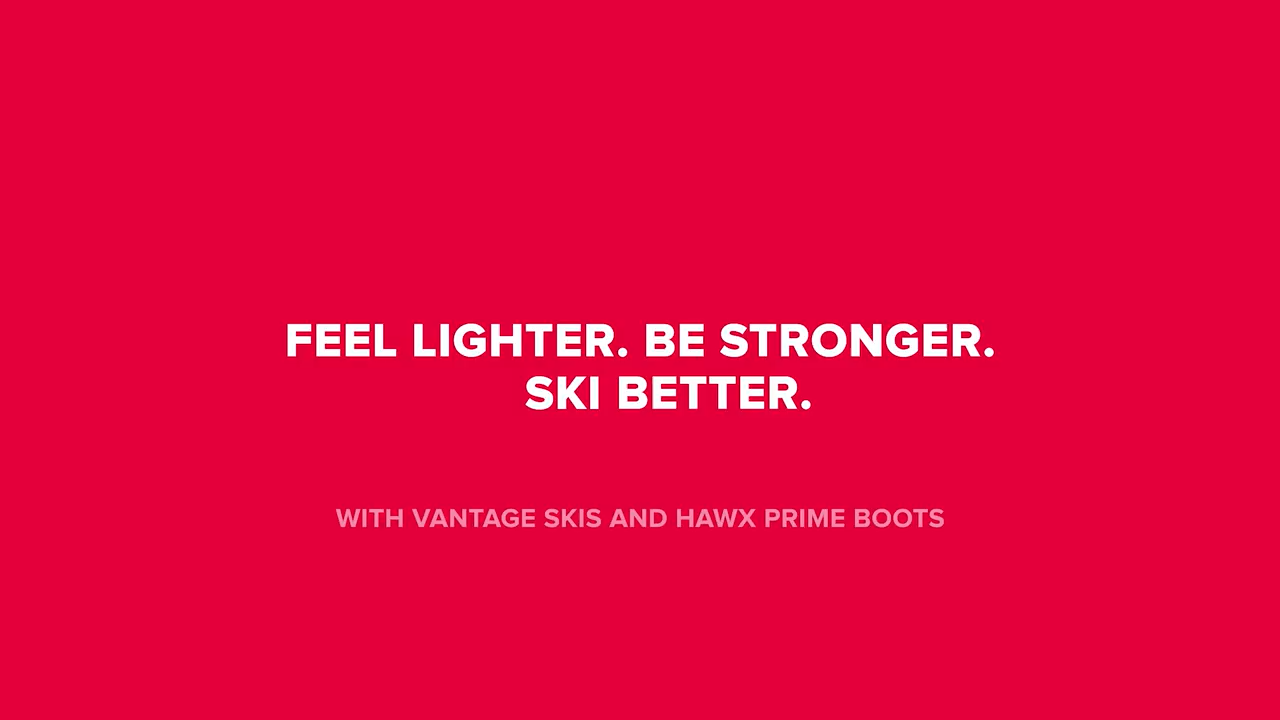 FEEL LIGHTER. BE STRONGER.
SKI BETTER.
WITH VANTAGE SKIS AND HAWX PRIME BOOTS